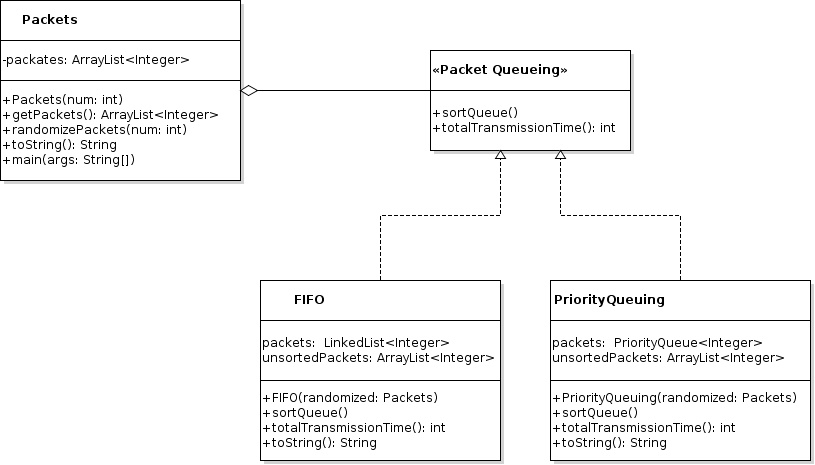 Packets
-packates: ArrayList<Integer>
+Packets(num: int)
+getPackets(): ArrayList<Integer>
+randomizePackets(num: int)
+toString(): String
+main(args: String[])
«Packet Queueing»
+sortQueue()
+totalTransmissionTime(): int
FIFO
packets:  LinkedList<Integer>
unsortedPackets: ArrayList<Integer>
+FIFO(randomized: Packets)
+sortQueue()
+totalTransmissionTime(): int
+toString(): String
PriorityQueuing
packets:  PriorityQueue<Integer>
unsortedPackets: ArrayList<Integer>
+PriorityQueuing(randomized: Packets)
+sortQueue()
+totalTransmissionTime(): int
+toString(): String